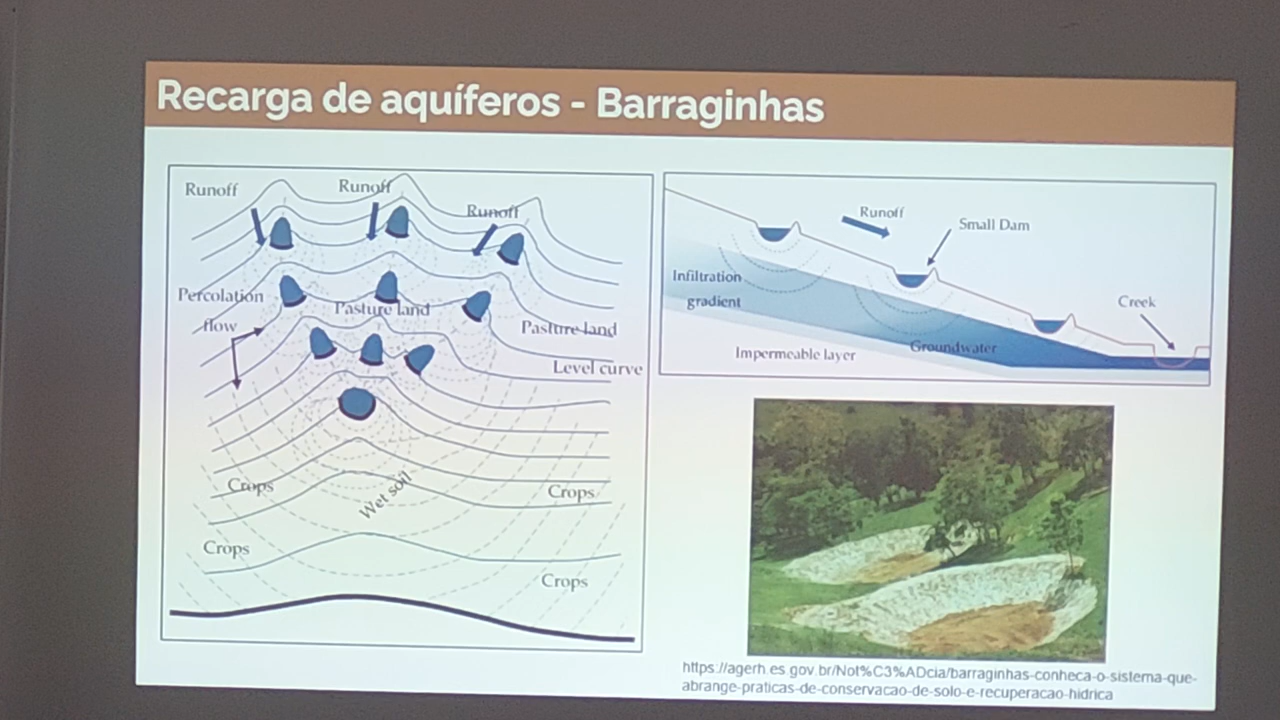 Recarga de aquíferos - Barraginhas
Runoff
Runoff
Runoff
Percolation
flow
Pasture land
Pasture land
Level curve
Crops
Wet soil
Crops
Crops
Crops
Runoff
Small Dam
Infiltration
gradient
Creek
Impermeable layer
Groundwater
https://agerh.es.gov.br/Not%C3%ADcia/barraginhas-conheca-o-sistema-que-
abrange-praticas-de-conservacao-de-solo-e-recuperacao-hidrica